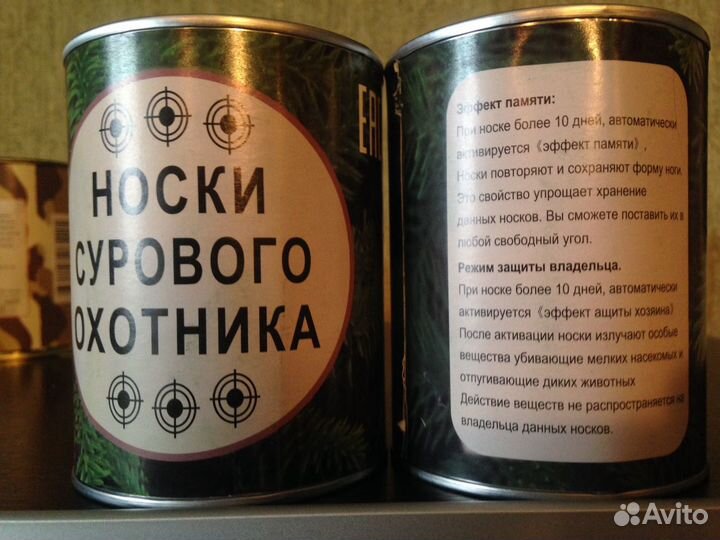 НОСКИ
СУРОВОГО
ОХОТНИКА
EAC
Эффект памяти:
При носке более 10 дней, автоматически
активируется《эффект памяти》,
Носки повторяют и сохраняют форму ноги.
Это свойство упрощает хранение
данных носков. Вы сможете поставить их в
любой свободный угол.
Режим защиты владельца.
При носке более 10 дней, автоматически
активируется《эффект ащиты хозяина》
После активации носки излучают особые
вещества убивающие мелких насекомых и
отпугивающие диких животных
Действие веществ не распространяется на
владельца данных носков.
Avito